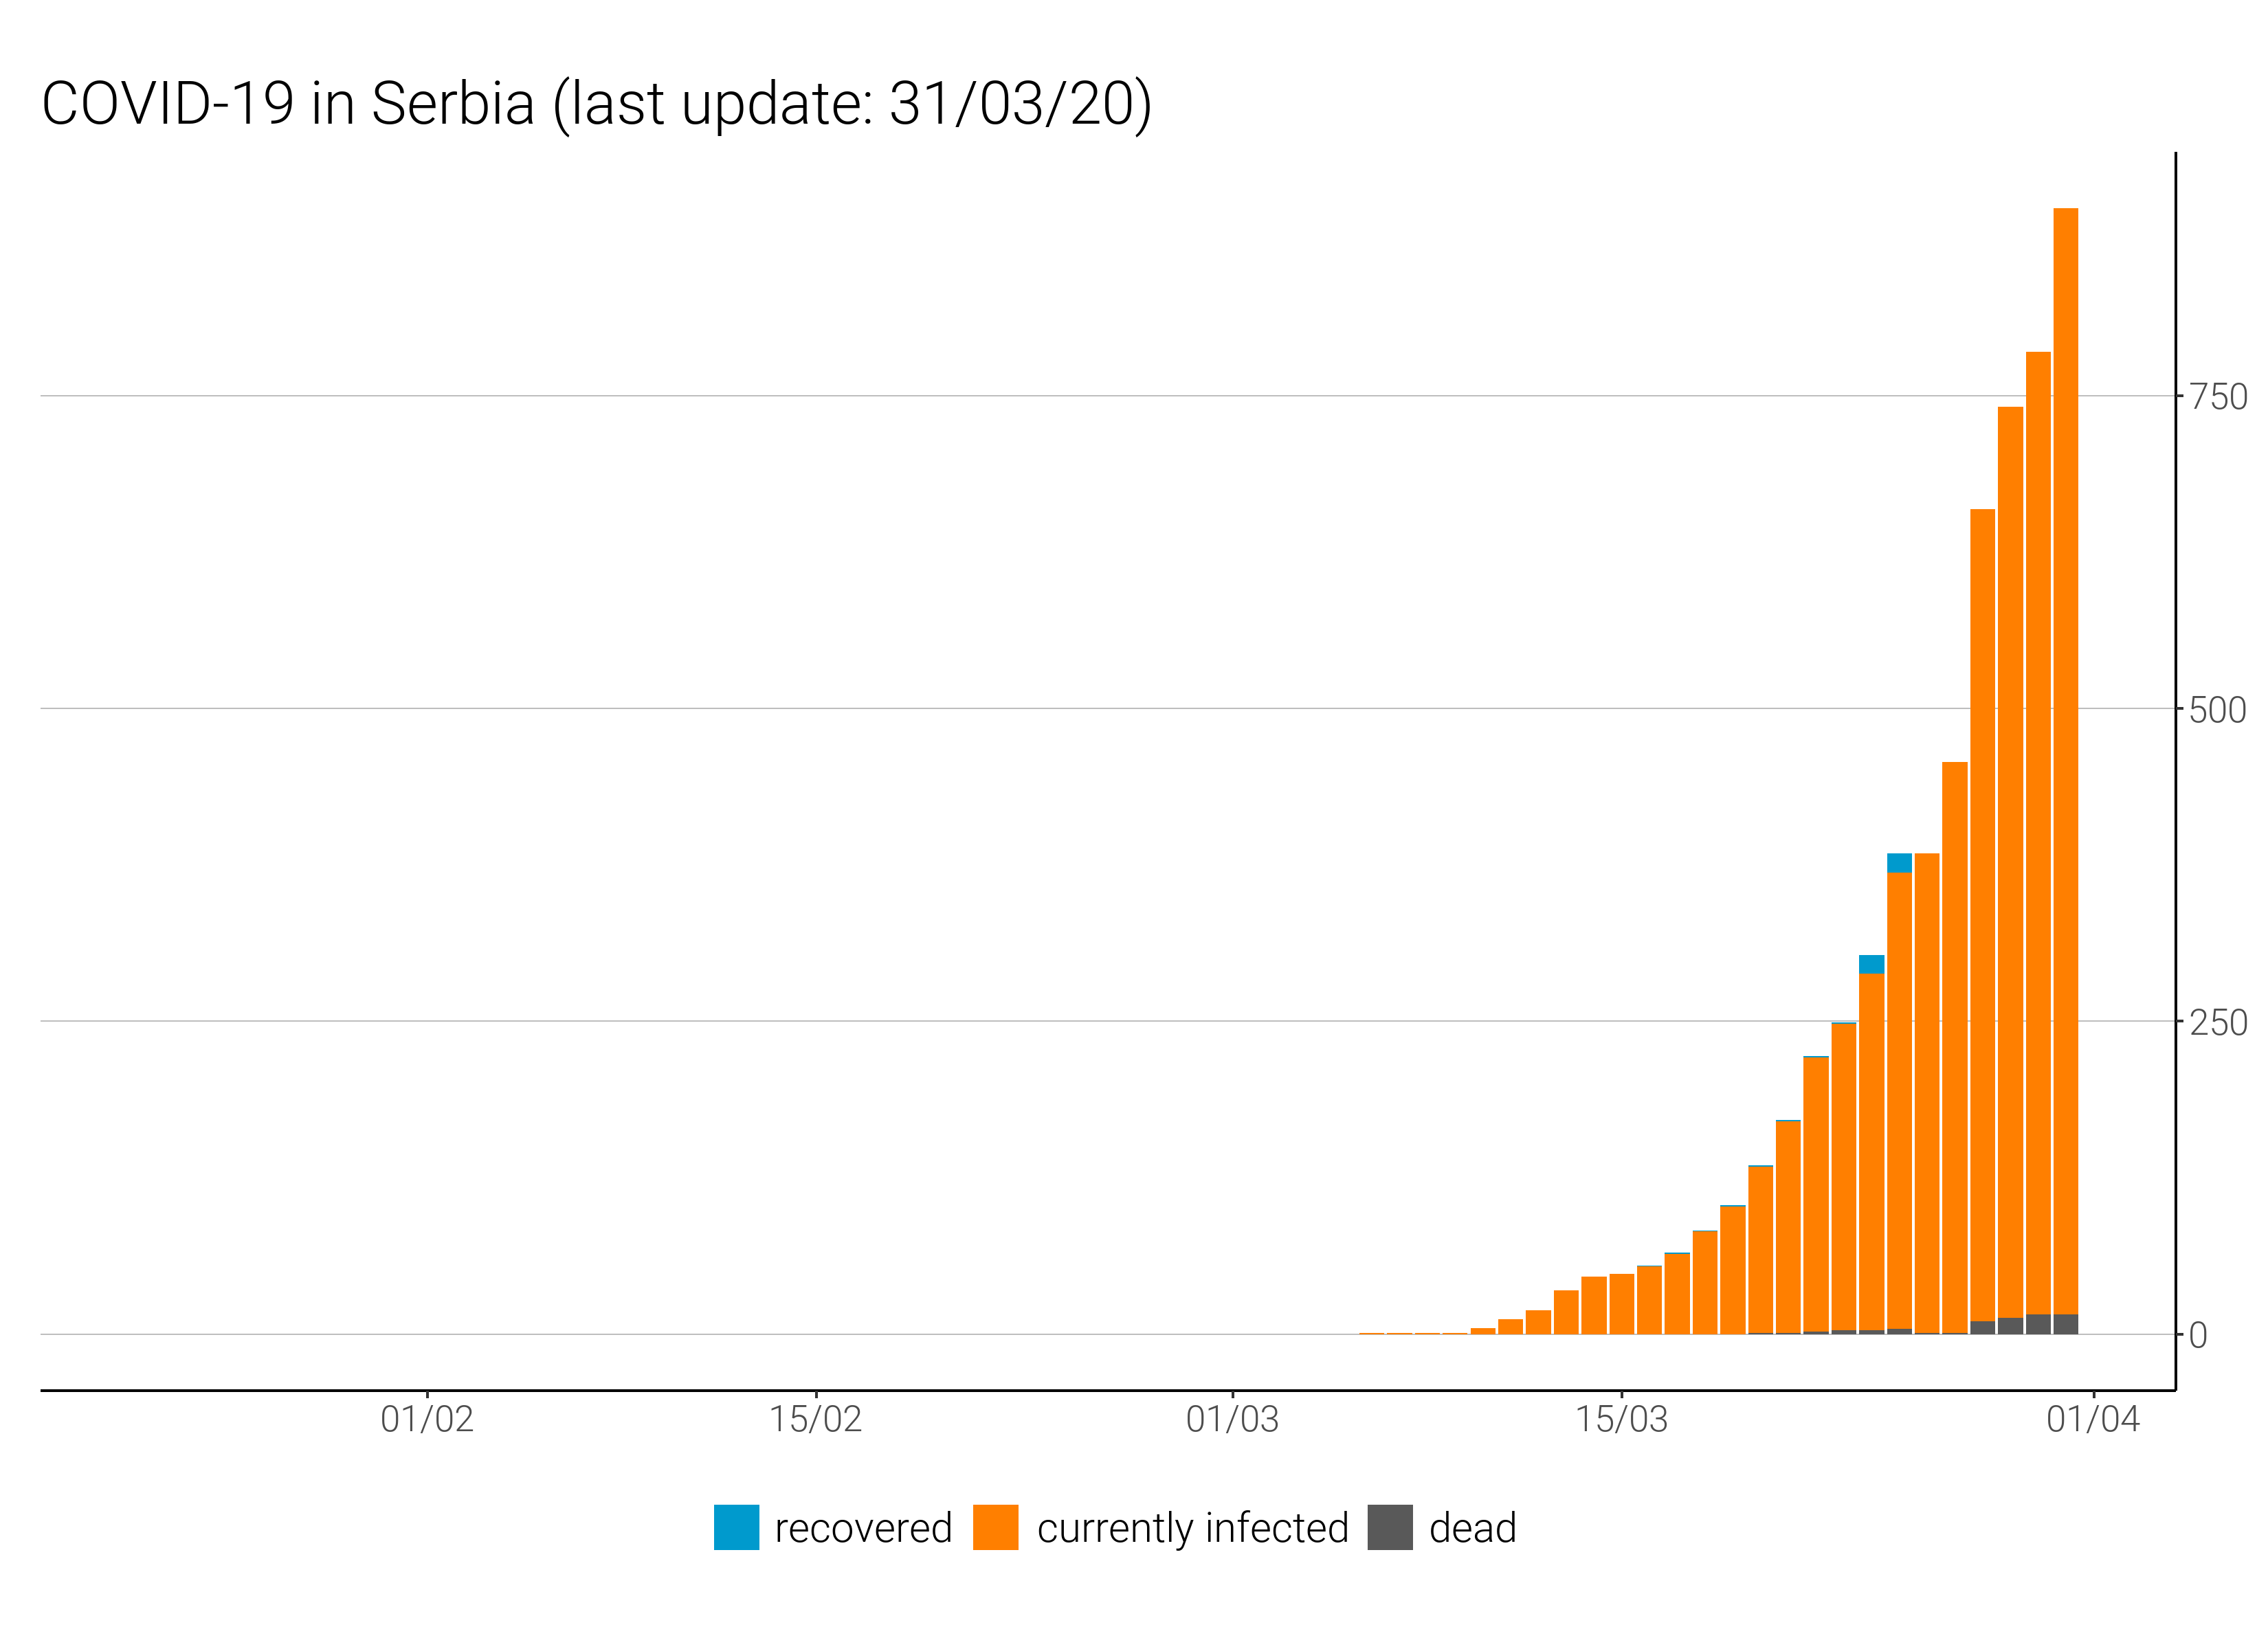 COVID-19 in Serbia (last update: 31/03/20)
750
500
250
0
01/02 15/02 01/03 15/03 01/04
recovered currently infected dead